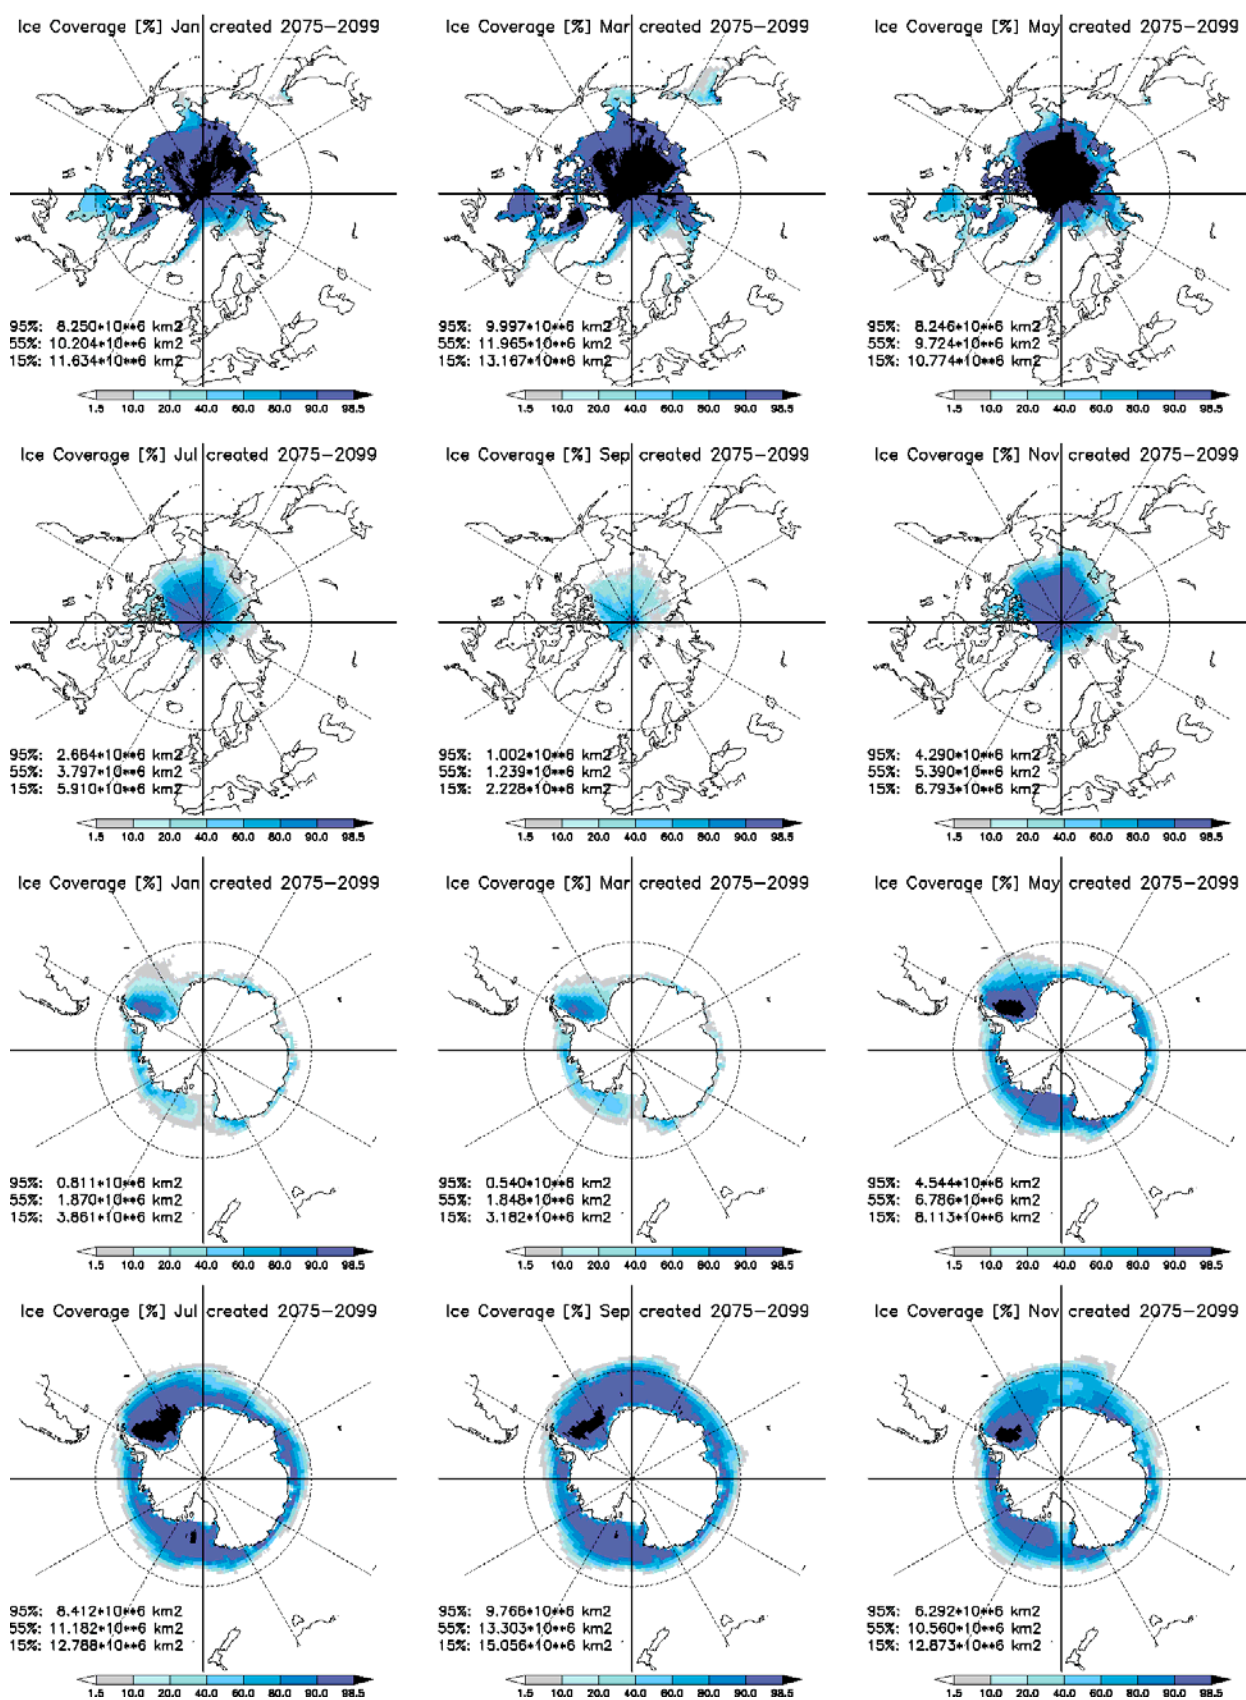 Ice Coverage [%] Jan created 2075-2099
95%: 8.250*10**6 km2
55%: 10.204*10**6 km2
15%: 11.634*10**6 km2
1.5 10.0 20.0 40.0 60.0 80.0 90.0 98.5
Ice Coverage [%] Mar created 2075-2099
95%: 9.997*10**6 km2
55%: 11.965*10**6 km2
15%: 13.167*10**6 km2
1.5 10.0 20.0 40.0 60.0 80.0 90.0 98.5
Ice Coverage [%] May created 2075-2099
95%: 8.246*10**6 km2
55%: 9.724*10**6 km2
15%: 10.774*10**6 km2
1.5 10.0 20.0 40.0 60.0 80.0 90.0 98.5
Ice Coverage [%] Jul created 2075-2099
95%: 2.664*10**6 km2
55%: 3.797*10**6 km2
15%: 5.910*10**6 km2
1.5 10.0 20.0 40.0 60.0 80.0 90.0 98.5
Ice Coverage [%] Sep created 2075-2099
95%: 1.002*10**6 km2
55%: 1.239*10**6 km2
15%: 2.228*10**6 km2
1.5 10.0 20.0 40.0 60.0 80.0 90.0 98.5
Ice Coverage [%] Nov created 2075-2099
95%: 4.290*10**6 km2
55%: 5.390*10**6 km2
15%: 6.793*10**6 km2
1.5 10.0 20.0 40.0 60.0 80.0 90.0 98.5
Ice Coverage [%] Jan created 2075-2099
95%: 0.811*10**6 km2
55%: 1.870*10**6 km2
15%: 3.861*10**6 km2
1.5 10.0 20.0 40.0 60.0 80.0 90.0 98.5
Ice Coverage [%] Mar created 2075-2099
95%: 0.540*10**6 km2
55%: 1.848*10**6 km2
15%: 3.182*10**6 km2
1.5 10.0 20.0 40.0 60.0 80.0 90.0 98.5
Ice Coverage [%] May created 2075-2099
95%: 4.544*10**6 km2
55%: 6.786*10**6 km2
15%: 8.113*10**6 km2
1.5 10.0 20.0 40.0 60.0 80.0 90.0 98.5
Ice Coverage [%] Jul created 2075-2099
95%: 8.412*10**6 km2
55%: 11.182*10**6 km2
15%: 12.788*10**6 km2
1.5 10.0 20.0 40.0 60.0 80.0 90.0 98.5
Ice Coverage [%] Sep created 2075-2099
95%: 9.766*10**6 km2
55%: 13.303*10**6 km2
15%: 15.056*10**6 km2
1.5 10.0 20.0 40.0 60.0 80.0 90.0 98.5
Ice Coverage [%] Nov created 2075-2099
95%: 6.292*10**6 km2
55%: 10.560*10**6 km2
15%: 12.873*10**6 km2
1.5 10.0 20.0 40.0 60.0 80.0 90.0 98.5